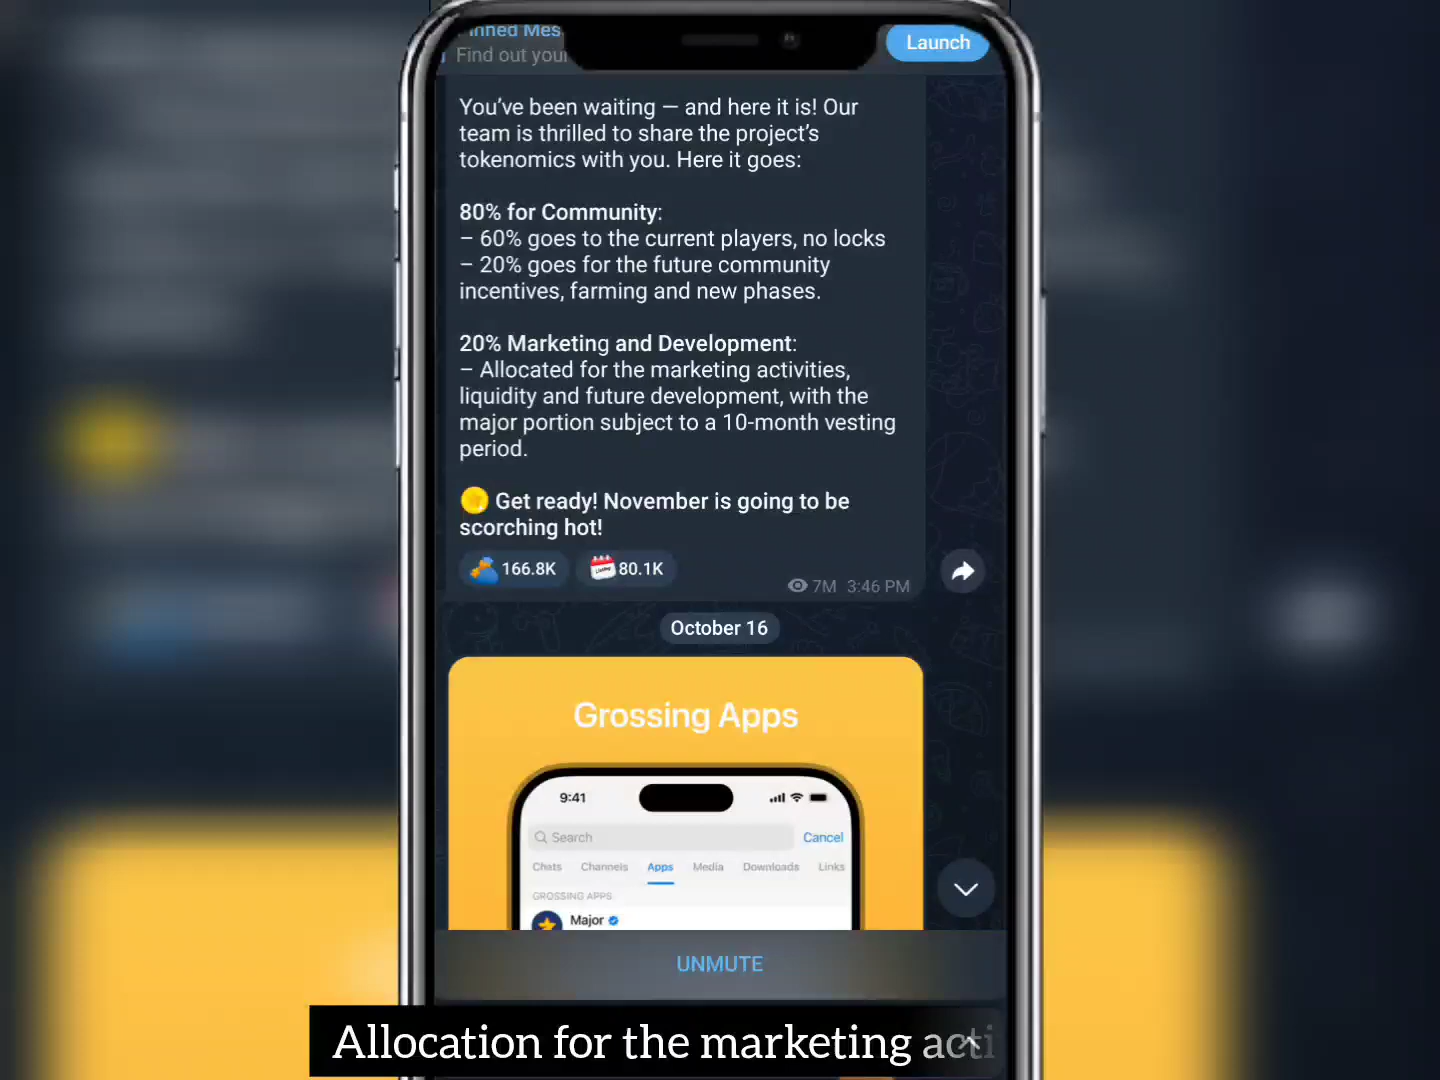 Launch
Find out your
You've been waiting — and here it is! Our
team is thrilled to share the project's
tokenomics with you. Here it goes:
80% for Community:
– 60% goes to the current players, no locks
– 20% goes for the future community
incentives, farming and new phases.
20% Marketing and Development:
– Allocated for the marketing activities,
liquidity and future development, with the
major portion subject to a 10-month vesting
period.
Get ready! November is going to be
scorching hot!
166.8K 80.1K
7M 3:46 PM
October 16
Grossing Apps
9:41
Search Cancel
Chats Channels Apps Media Downloads Links
GROSSING APPS
Major
UNMUTE
Allocation for the marketing acti